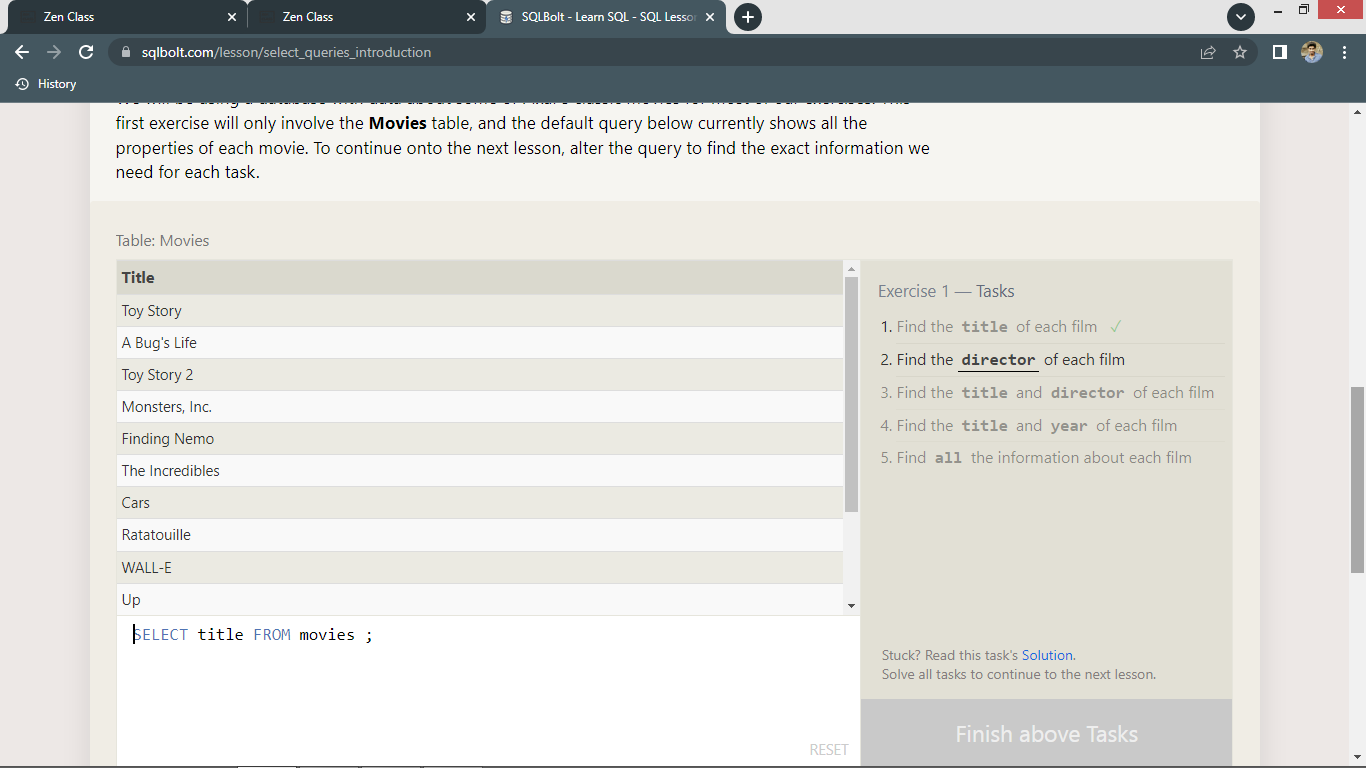 Zen Class
Zen Class
SQLBolt - Learn SQL - SQL Lesso
sqlbolt.com/lesson/select_queries_introduction
History
first exercise will only involve the Movies table, and the default query below currently shows all the
properties of each movie. To continue onto the next lesson, alter the query to find the exact information we
need for each task.
Table: Movies
Title
Toy Story
A Bug's Life
Toy Story 2
Monsters, Inc.
Finding Nemo
The Incredibles
Cars
Ratatouille
WALL-E
Up
SELECT title FROM movies ;
RESET
Exercise 1 — Tasks
1. Find the title of each film ✓
2. Find the director of each film
3. Find the title and director of each film
4. Find the title and year of each film
5. Find all the information about each film
Stuck? Read this task's Solution.
Solve all tasks to continue to the next lesson.
Finish above Tasks